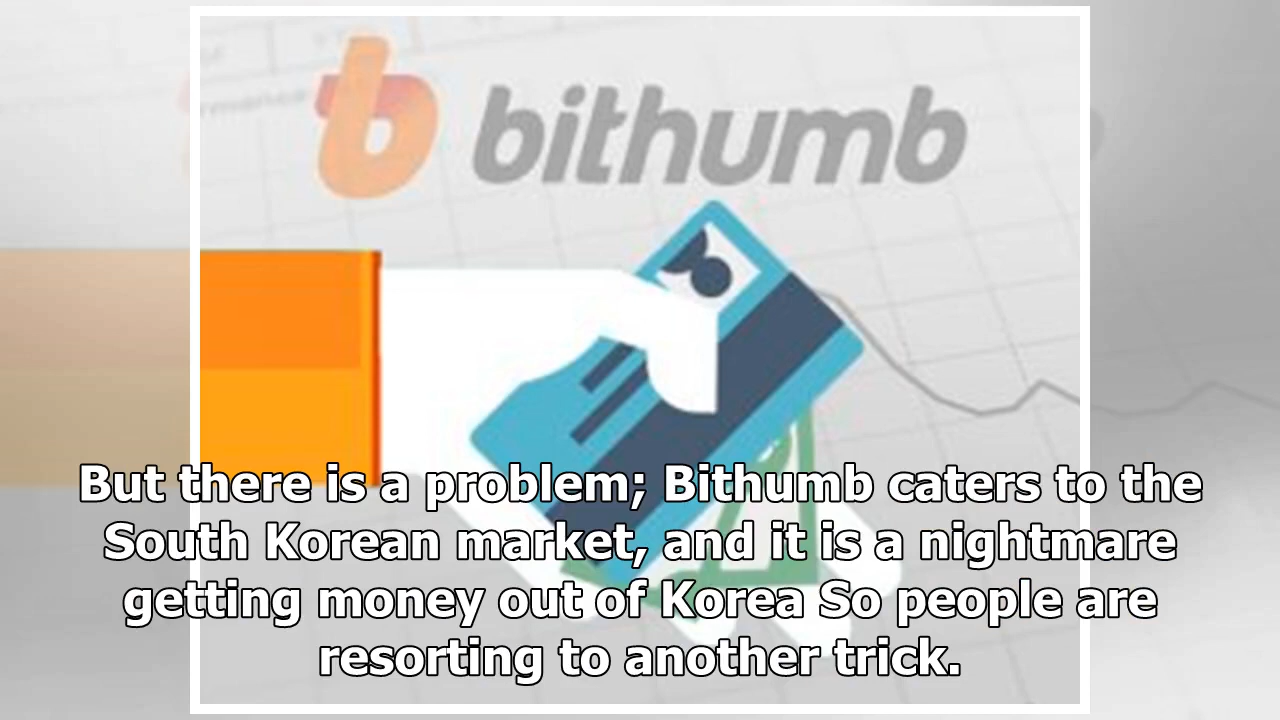 bithumb
But there is a problem; Bithumb caters to the
South Korean market, and it is a nightmare
getting money out of Korea So people are
resorting to another trick.